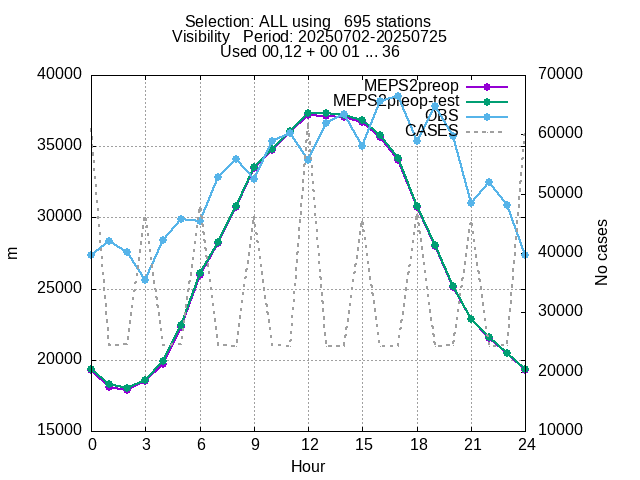 Selection: ALL using   695 stations
Visibility   Period: 20250702-20250725
Used 00,12 + 00 01 ... 36
40000
35000
30000
25000
20000
15000
m
70000
60000
50000
40000
30000
20000
10000
No cases
MEPS2preop
MEPS2preop-test
OBS
CASES
0 3 6 9 12 15 18 21 24
Hour